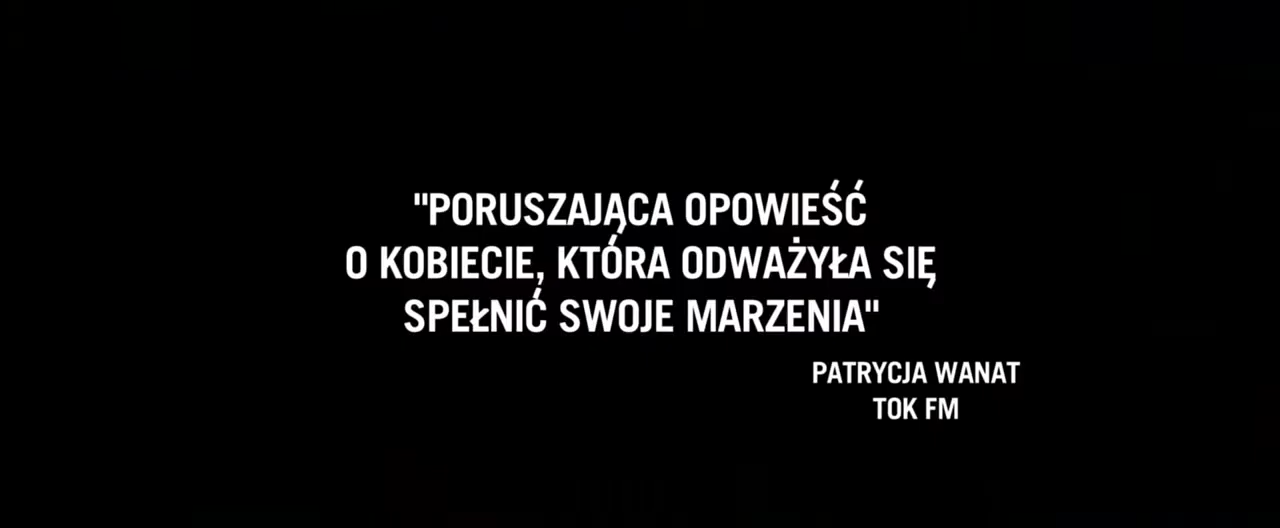 "PORUSZAJĄCA OPOWIEŚĆ
O KOBIECIE, KTÓRA ODWAŻYŁA SIĘ
SPEŁNIĆ SWOJE MARZENIA"
PATRYCJA WANAT
TOK FM